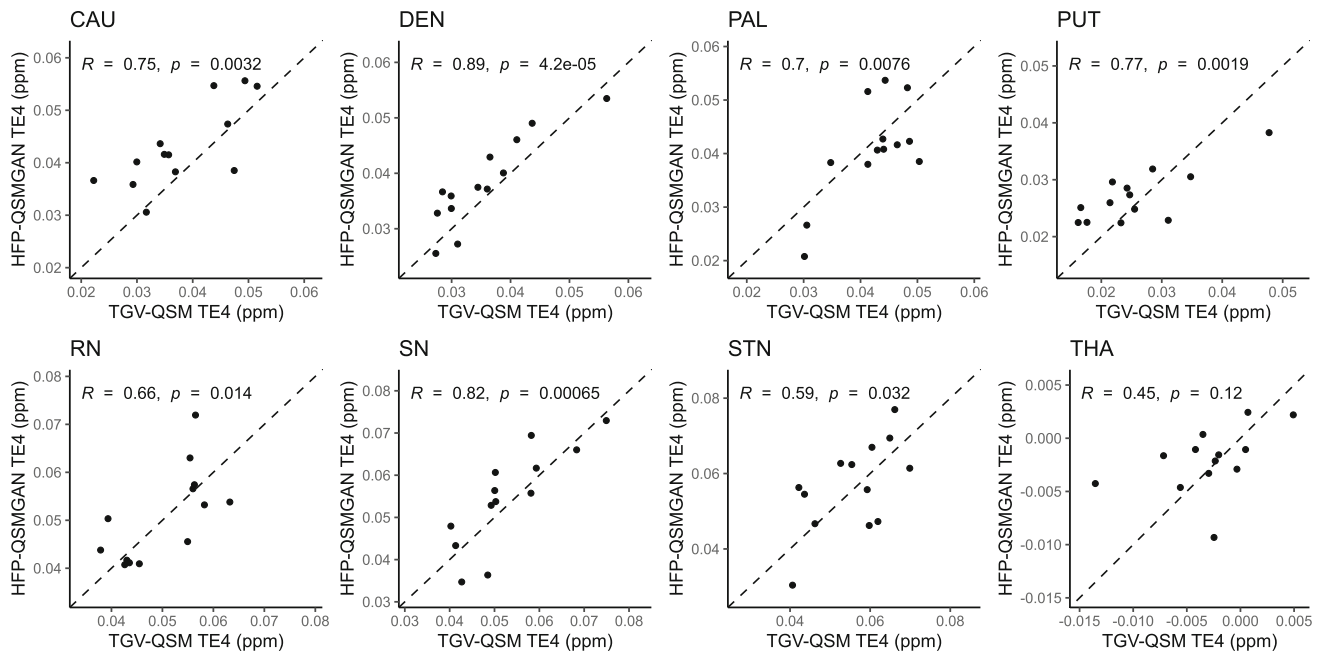 CAU
R = 0.75, p = 0.0032
HFP-QSMGAN TE4 (ppm)
0.06
0.05
0.04
0.03
0.02
0.02 0.03 0.04 0.05 0.06
TGV-QSM TE4 (ppm)
DEN
R = 0.89, p = 4.2e-05
HFP-QSMGAN TE4 (ppm)
0.06
0.05
0.04
0.03
0.03 0.04 0.05 0.06
TGV-QSM TE4 (ppm)
PAL
R = 0.7, p = 0.0076
HFP-QSMGAN TE4 (ppm)
0.06
0.05
0.04
0.03
0.02
0.02 0.03 0.04 0.05 0.06
TGV-QSM TE4 (ppm)
PUT
R = 0.77, p = 0.0019
HFP-QSMGAN TE4 (ppm)
0.05
0.04
0.03
0.02
0.02 0.03 0.04 0.05
TGV-QSM TE4 (ppm)
RN
R = 0.66, p = 0.014
HFP-QSMGAN TE4 (ppm)
0.08
0.07
0.06
0.05
0.04
0.04 0.05 0.06 0.07 0.08
TGV-QSM TE4 (ppm)
SN
R = 0.82, p = 0.00065
HFP-QSMGAN TE4 (ppm)
0.08
0.07
0.06
0.05
0.04
0.03
0.03 0.04 0.05 0.06 0.07 0.08
TGV-QSM TE4 (ppm)
STN
R = 0.59, p = 0.032
HFP-QSMGAN TE4 (ppm)
0.08
0.06
0.04
0.04 0.06 0.08
TGV-QSM TE4 (ppm)
THA
R = 0.45, p = 0.12
HFP-QSMGAN TE4 (ppm)
0.005
0.000
-0.005
-0.010
-0.015
-0.015 -0.010 -0.005 0.000 0.005
TGV-QSM TE4 (ppm)